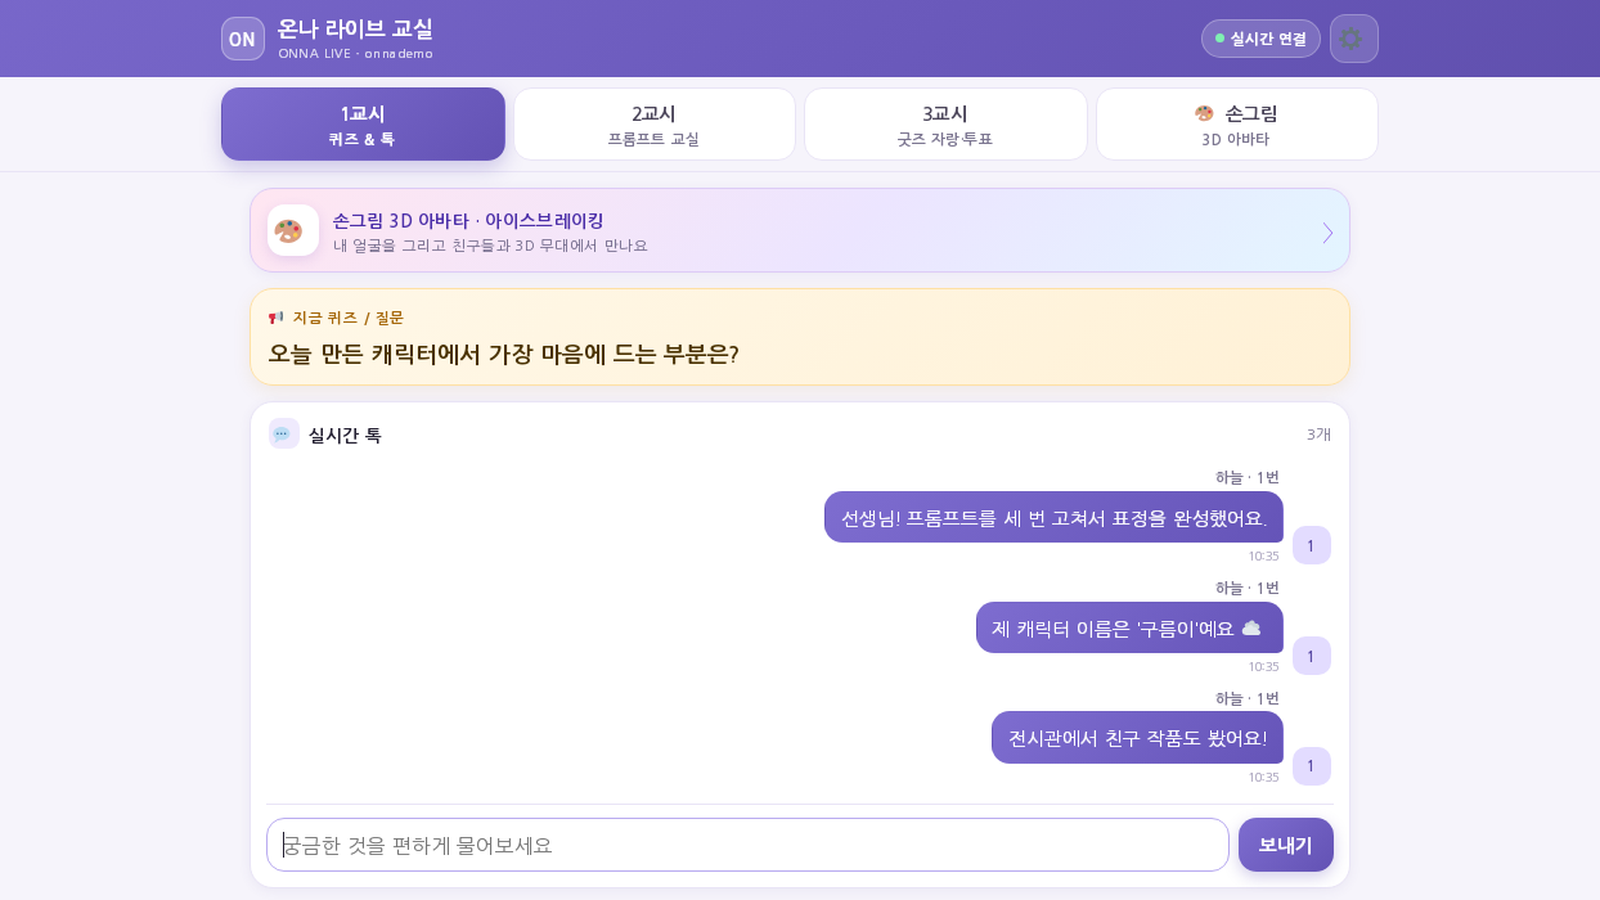 ON
온나 라이브 교실
ONNA LIVE · onnademo
실시간 연결
1교시
퀴즈 & 톡
2교시
프롬프트 교실
3교시
굿즈 자랑·투표
손그림
3D 아바타
손그림 3D 아바타 · 아이스브레이킹
내 얼굴을 그리고 친구들과 3D 무대에서 만나요
지금 퀴즈 / 질문
오늘 만든 캐릭터에서 가장 마음에 드는 부분은?
실시간 톡
3개
하늘 · 1번
선생님! 프롬프트를 세 번 고쳐서 표정을 완성했어요.
1
10:35
하늘 · 1번
제 캐릭터 이름은 '구름이'예요
1
10:35
하늘 · 1번
전시관에서 친구 작품도 봤어요!
1
10:35
궁금한 것을 편하게 물어보세요
보내기